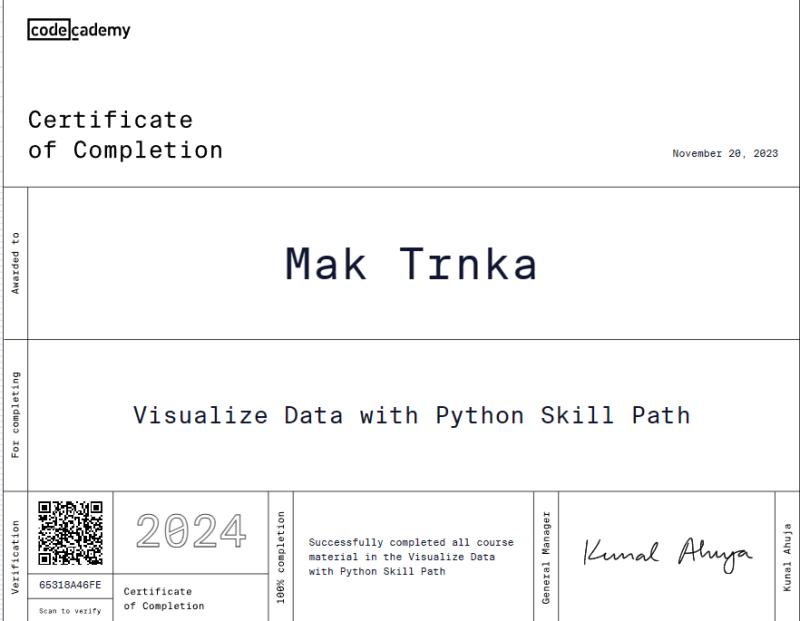 codecademy
Certificate
of Completion
November 20, 2023
Awarded to
Mak Trnka
For completing
Visualize Data with Python Skill Path
Verification
65318A46FE
Scan to verify
2024
Certificate
of Completion
100% completion
Successfully completed all course
material in the Visualize Data
with Python Skill Path
General Manager
Kunal Ahuja
Kunal Ahuja